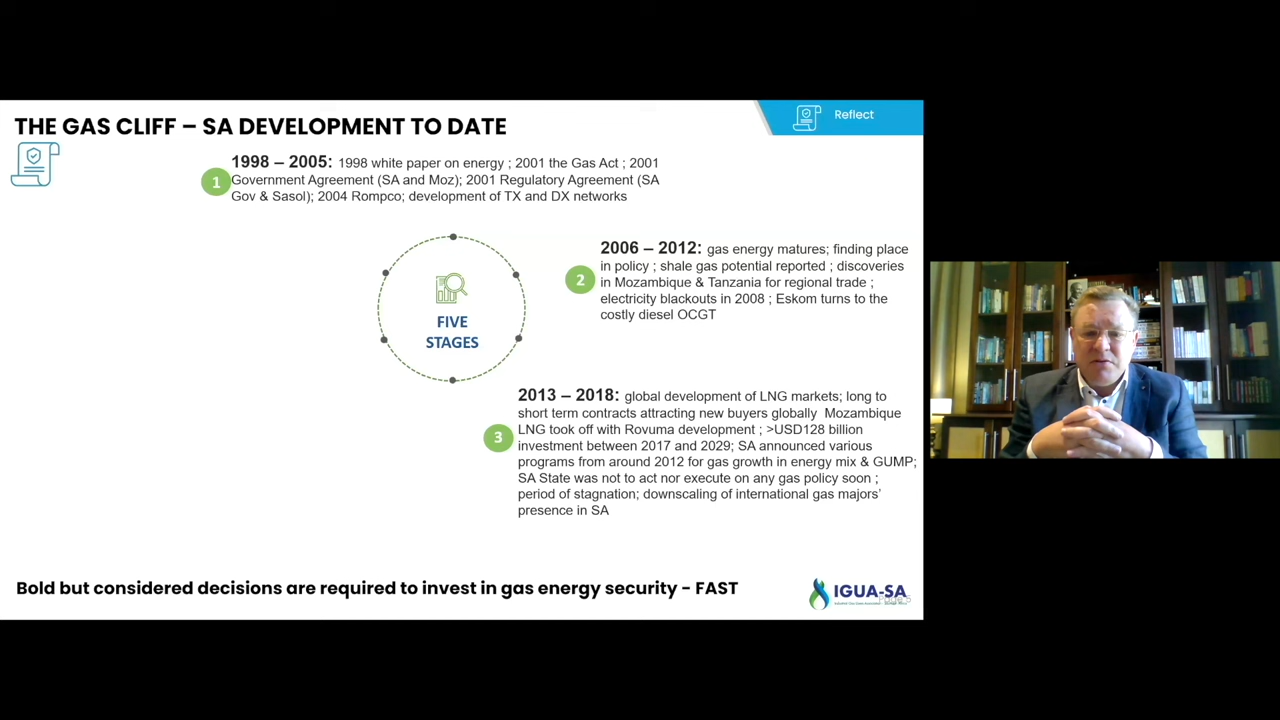 THE GAS CLIFF – SA DEVELOPMENT TO DATE
Reflect
1998 – 2005: 1998 white paper on energy ; 2001 the Gas Act ; 2001
1
Government Agreement (SA and Moz); 2001 Regulatory Agreement (SA
Gov & Sasol); 2004 Rompco; development of TX and DX networks
2006 – 2012: gas energy matures; finding place
in policy ; shale gas potential reported ; discoveries
2
in Mozambique & Tanzania for regional trade ;
electricity blackouts in 2008 ; Eskom turns to the
costly diesel OCGT
FIVE
STAGES
2013 – 2018: global development of LNG markets; long to
short term contracts attracting new buyers globally Mozambique
3
LNG took off with Rovuma development ; >USD128 billion
investment between 2017 and 2029; SA announced various
programs from around 2012 for gas growth in energy mix & GUMP;
SA State was not to act nor execute on any gas policy soon ;
period of stagnation; downscaling of international gas majors’
presence in SA
Bold but considered decisions are required to invest in gas energy security - FAST
IGUA-SA
Page 5